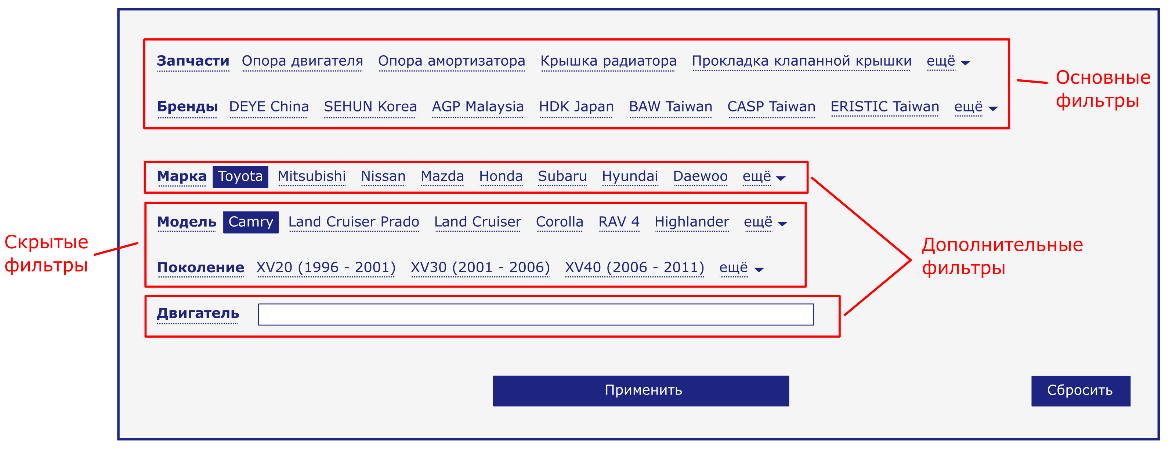 Запчасти Опора двигателя Опора амортизатора Крышка радиатора Прокладка клапанной крышки ещё
Основные
фильтры
Бренды DEYE China SEHUN Korea AGP Malaysia HDK Japan BAW Taiwan CASP Taiwan ERISTIC Taiwan ещё
Марка Toyota Mitsubishi Nissan Mazda Honda Subaru Hyundai Daewoo ещё
Модель Camry Land Cruiser Prado Land Cruiser Corolla RAV 4 Highlander ещё
Скрытые
фильтры
Дополнительные
фильтры
Поколение XV20 (1996 - 2001) XV30 (2001 - 2006) XV40 (2006 - 2011) ещё
Двигатель
Применить
Сбросить